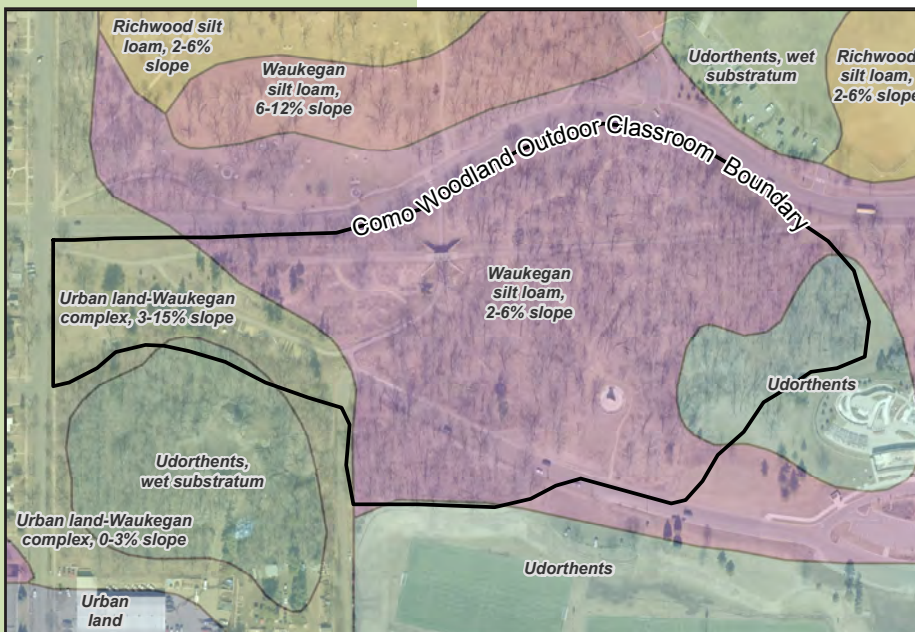 Richwood silt
loam, 2-6%
slope
Waukegan
silt loam,
6-12% slope
Udorthents, wet
substratum
Richwood
silt loam,
2-6% slope
Como Woodland Outdoor Classroom Boundary
Urban land-Waukegan
complex, 3-15% slope
Waukegan
silt loam,
2-6% slope
Udorthents
Udorthents,
wet substratum
Urban land-Waukegan
complex, 0-3% slope
Udorthents
Urban
land